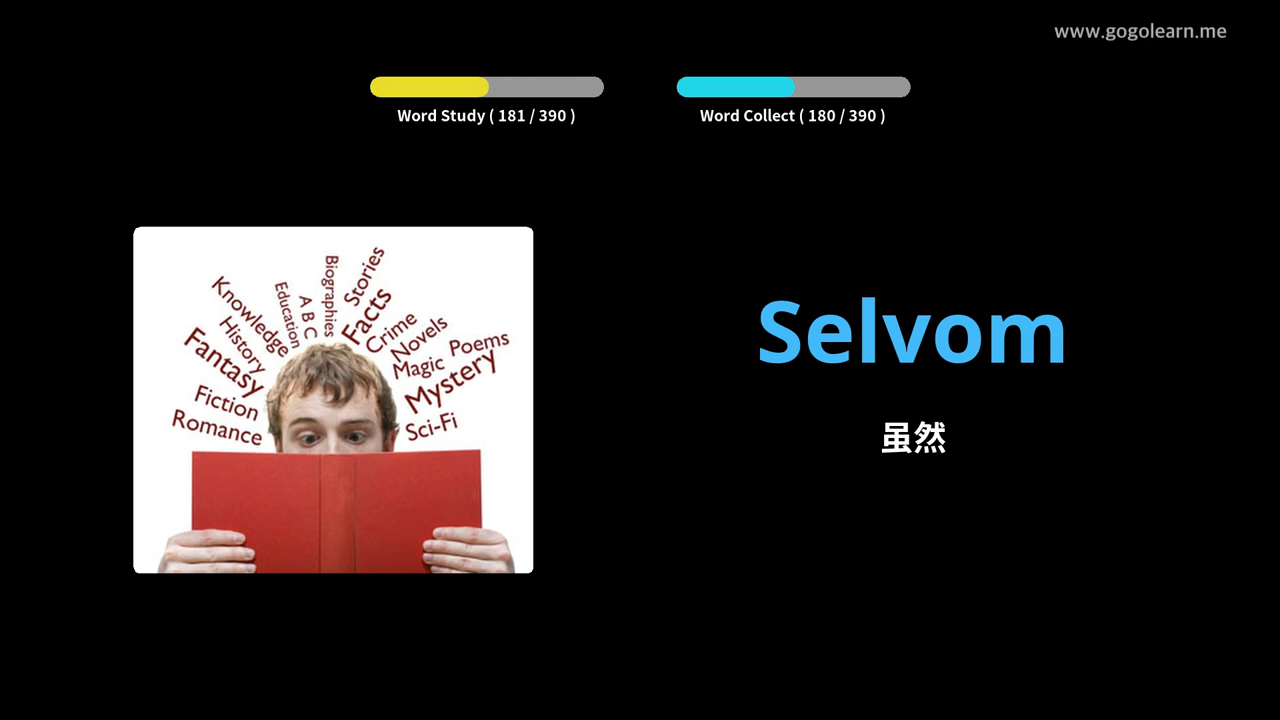 www.gogolearn.me
Word Study ( 181 / 390 )
Word Collect ( 180 / 390 )
Stories
Biographies
Education
A B C
Facts
Knowledge
Crime
History
Novels
Poems
Fantasy
Magic
Mystery
Fiction
Romance
Sci-Fi
Selvom
虽然